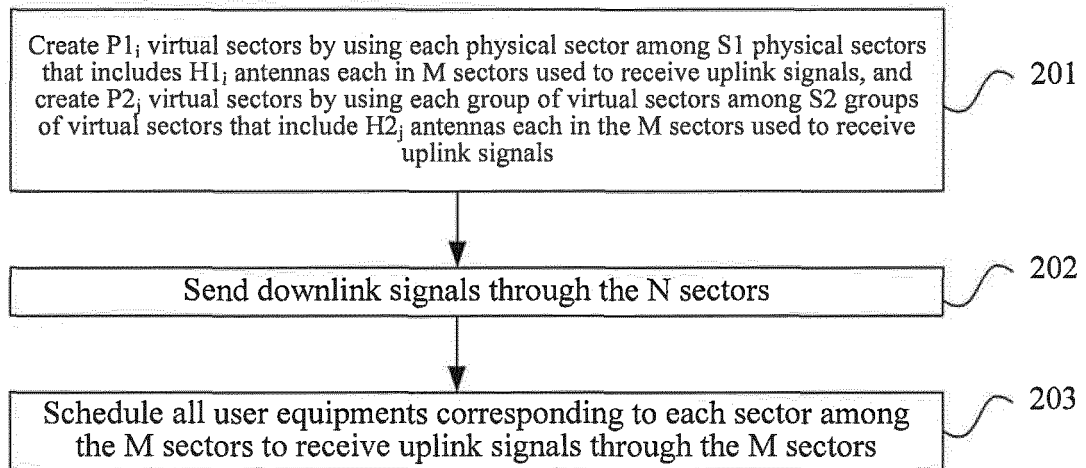 Create P1i virtual sectors by using each physical sector among S1 physical sectors
that includes H1i antennas each in M sectors used to receive uplink signals, and
create P2j virtual sectors by using each group of virtual sectors among S2 groups
of virtual sectors that include H2j antennas each in the M sectors used to receive
uplink signals
201
Send downlink signals through the N sectors
202
Schedule all user equipments corresponding to each sector among
the M sectors to receive uplink signals through the M sectors
203